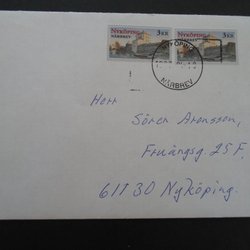 NYKÖPING 3 KR
NÄRBREV
NYKÖPING 3 KR
NÄRBREV
NYKÖPING
NÄRBREV
Herr
Sören Aronsson,
Fruängsg. 25 F.
611 30 Nyköping.